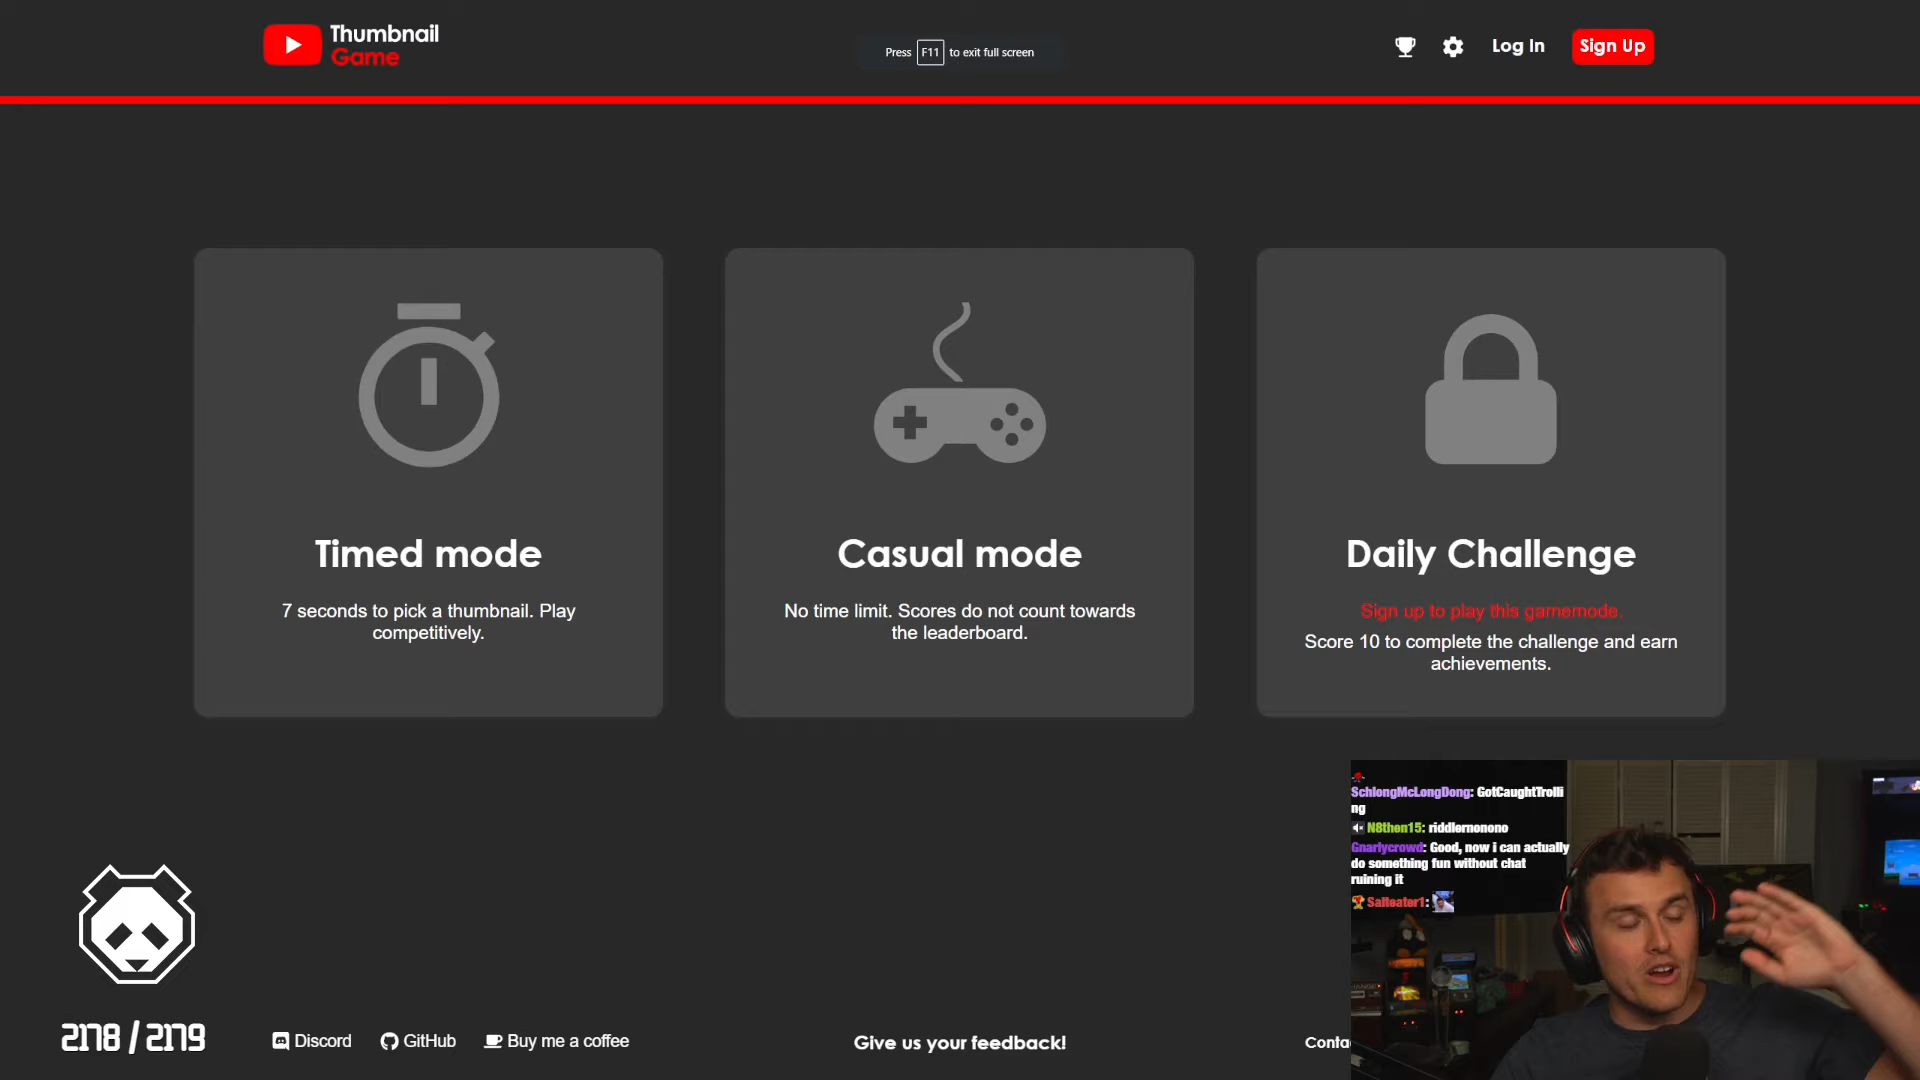 Thumbnail
Game
Press F11 to exit full screen
Log In
Sign Up
Timed mode
7 seconds to pick a thumbnail. Play
competitively.
Casual mode
No time limit. Scores do not count towards
the leaderboard.
Daily Challenge
Sign up to play this gamemode.
Score 10 to complete the challenge and earn
achievements.
SchlongMcLongDong: GotCaughtTrolli
ng
N8then15: riddlernonono
Gnarlycrowd: Good, now i can actually
do something fun without chat
ruining it
Salteater1:
2178 / 2179
Discord
GitHub
Buy me a coffee
Give us your feedback!
Conta